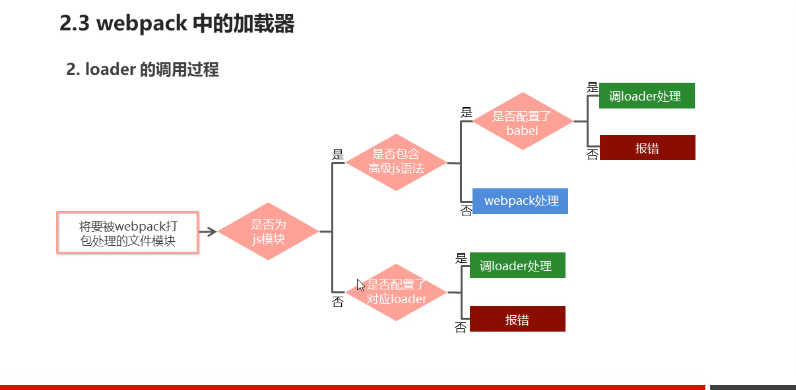 2.3 webpack 中的加载器
2. loader 的调用过程
将要被webpack打
包处理的文件模块
是否为
js模块
是
是否包含
高级js语法
是
是否配置了
babel
是
调loader处理
否
报错
否
webpack处理
否
是否配置了
对应loader
是
调loader处理
否
报错